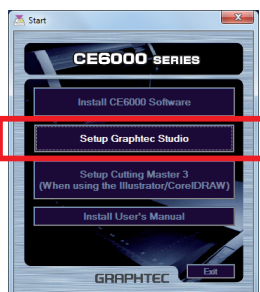 Start
CE6000 SERIES
Install CE6000 Software
Setup Graphtec Studio
Setup Cutting Master 3
(When using the Illustrator/CorelDRAW)
Install User's Manual
GRAPHTEC
Exit